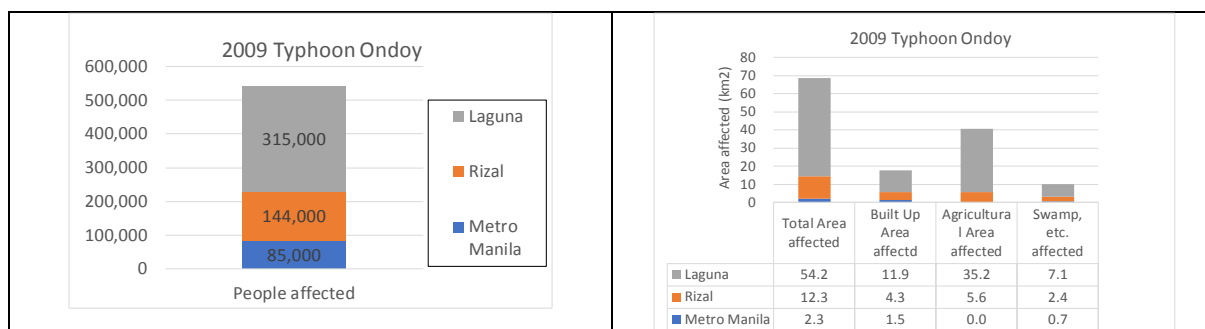 2009 Typhoon Ondoy
600,000
500,000
400,000
300,000
200,000
100,000
0
315,000
144,000
85,000
People affected
Laguna
Rizal
Metro
Manila
2009 Typhoon Ondoy
Area affected (km2)
80
70
60
50
40
30
20
10
0
Total Area
affected
Built Up
Area
affectd
Agricultura
l Area
affected
Swamp,
etc.
affected
Laguna 54.2 11.9 35.2 7.1
Rizal 12.3 4.3 5.6 2.4
Metro Manila 2.3 1.5 0.0 0.7